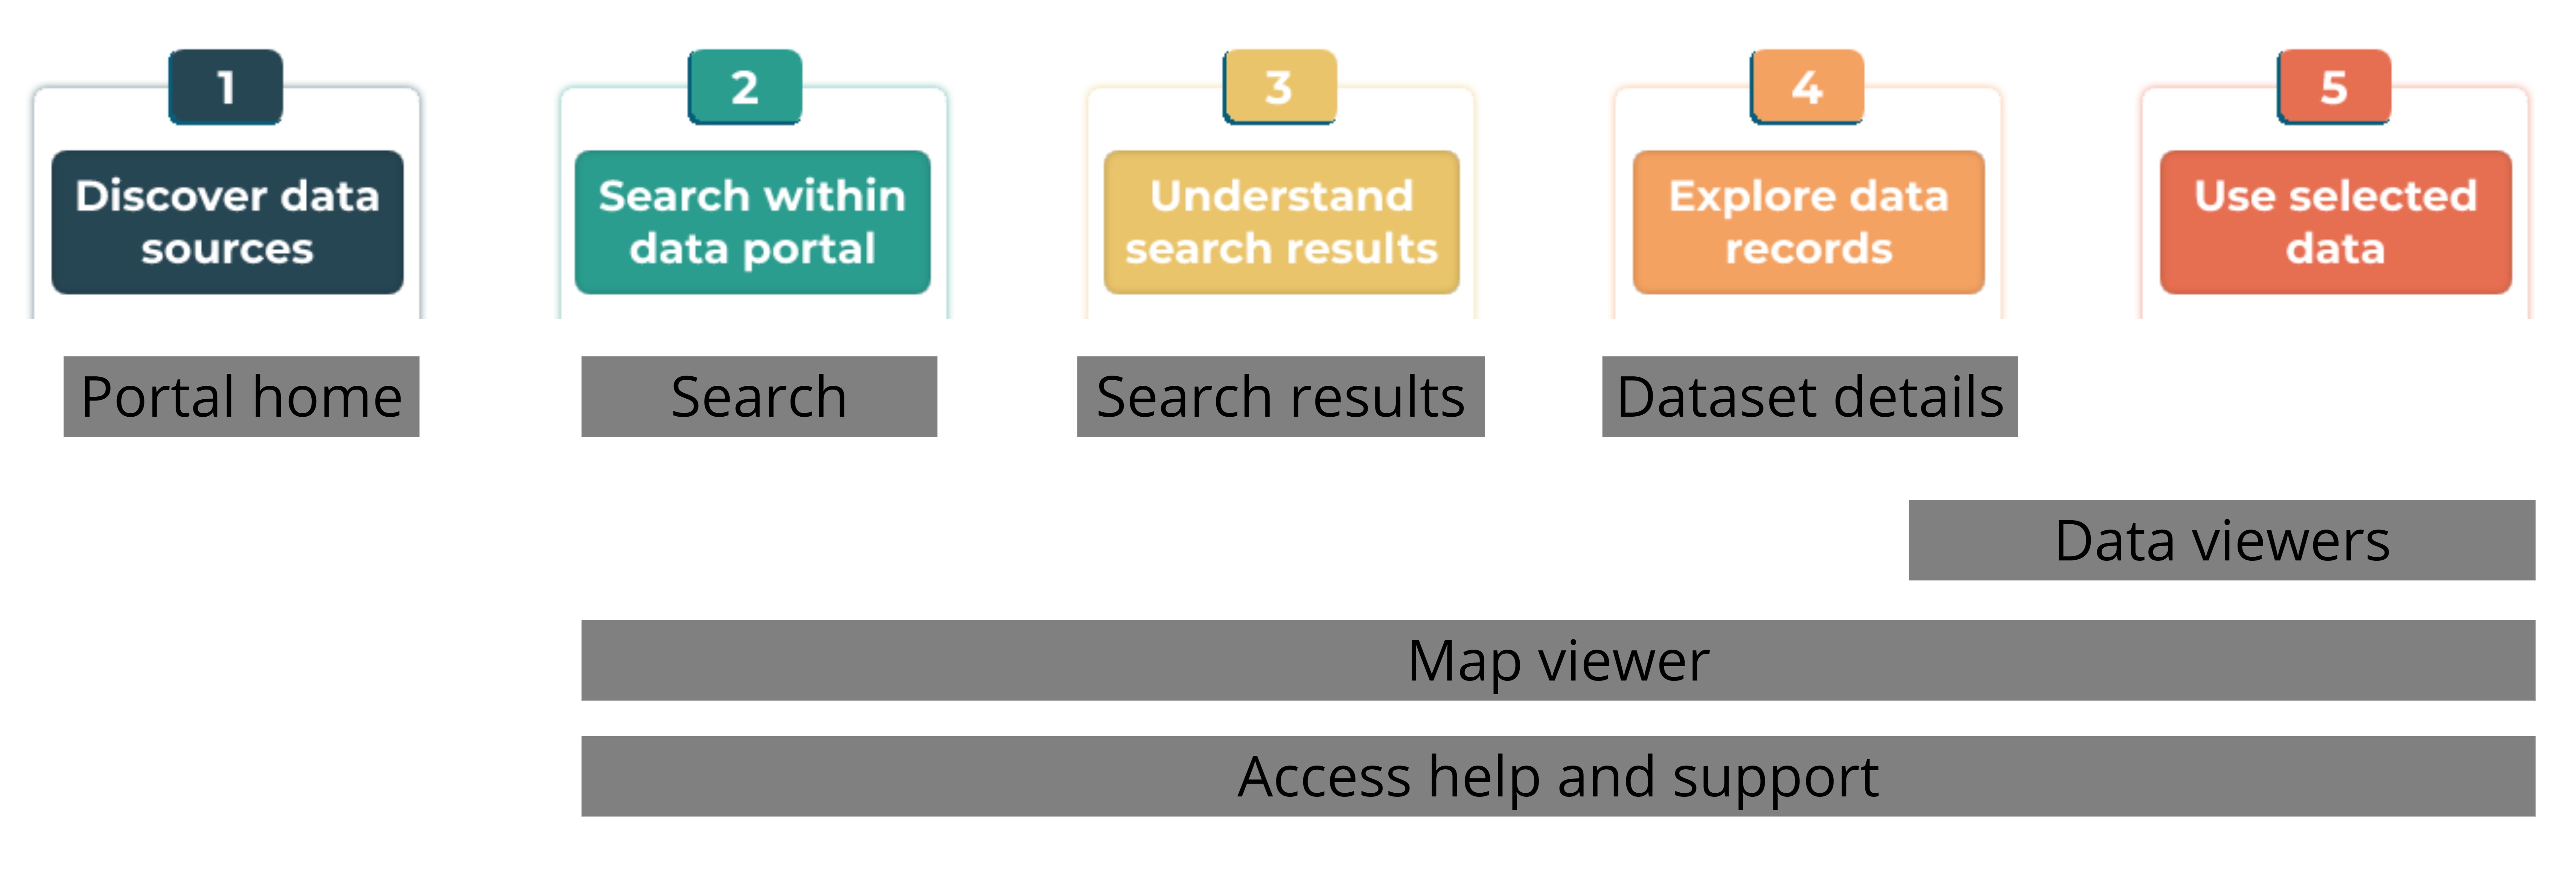 1
Discover data
sources
2
Search within
data portal
3
Understand
search results
4
Explore data
records
5
Use selected
data
Portal home
Search
Search results
Dataset details
Data viewers
Map viewer
Access help and support